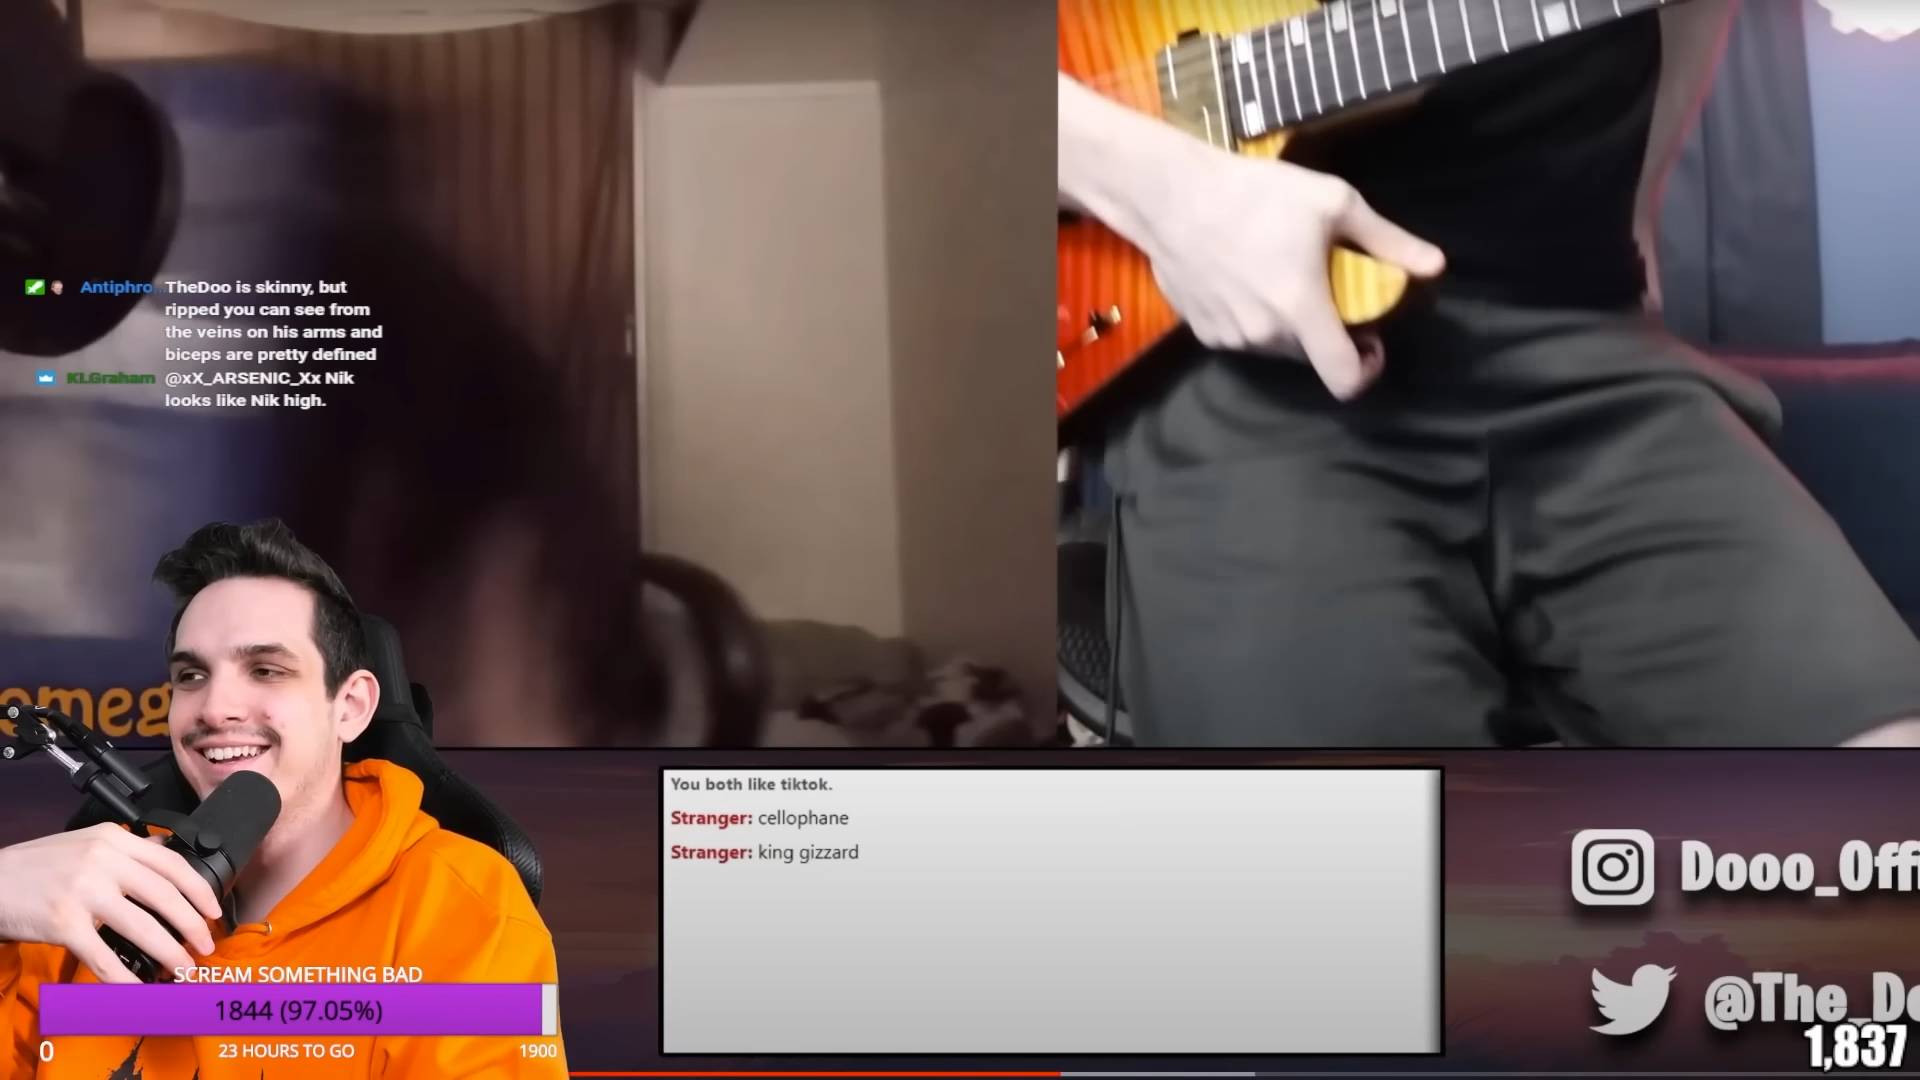 Antiphro... TheDoo is skinny, but
ripped you can see from
the veins on his arms and
biceps are pretty defined
KLGraham @xX_ARSENIC_Xx Nik
looks like Nik high.
omeg
You both like tiktok.
Stranger: cellophane
Stranger: king gizzard
Dooo_Offi
@The_Do
SCREAM SOMETHING BAD
1844 (97.05%)
0 23 HOURS TO GO 1900
1,837